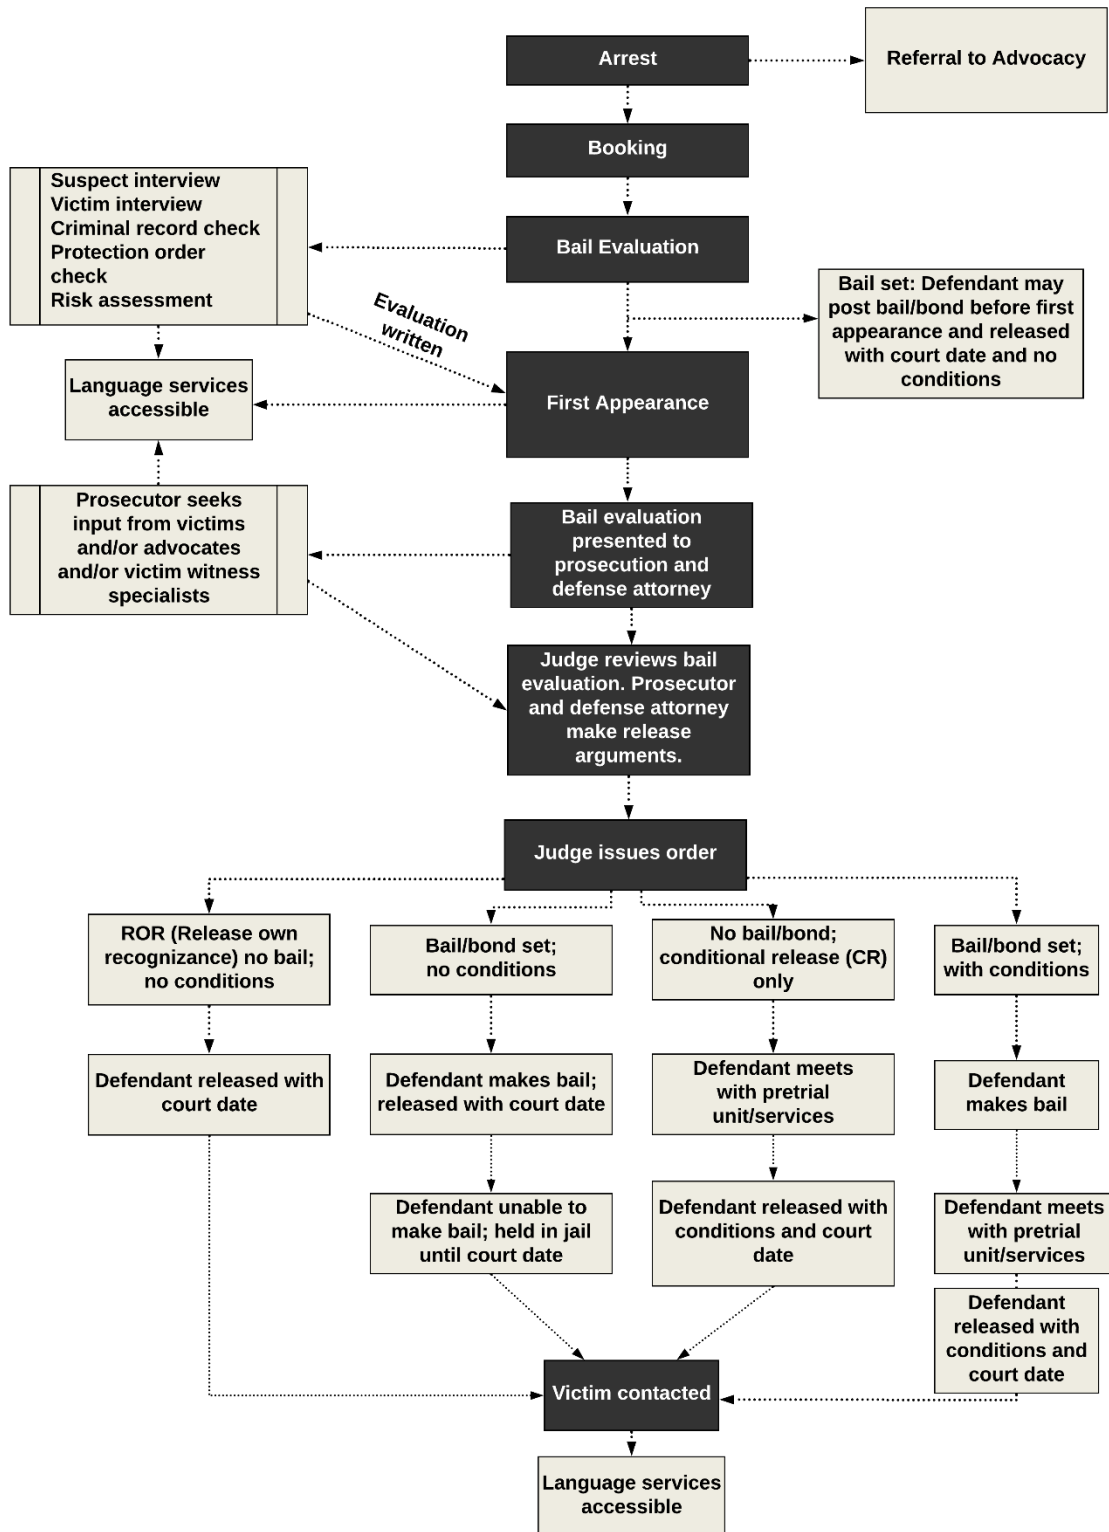 Arrest
Referral to Advocacy
Booking
Suspect interview
Victim interview
Criminal record check
Protection order
check
Risk assessment
Bail Evaluation
Bail set: Defendant may
post bail/bond before first
appearance and released
with court date and no
conditions
Evaluation
written
Language services
accessible
First Appearance
Prosecutor seeks
input from victims
and/or advocates
and/or victim witness
specialists
Bail evaluation
presented to
prosecution and
defense attorney
Judge reviews bail
evaluation. Prosecutor
and defense attorney
make release
arguments.
Judge issues order
ROR (Release own
recognizance) no bail;
no conditions
Bail/bond set;
no conditions
No bail/bond;
conditional release (CR)
only
Bail/bond set;
with conditions
Defendant released with
court date
Defendant makes bail;
released with court date
Defendant meets
with pretrial
unit/services
Defendant
makes bail
Defendant unable to
make bail; held in jail
until court date
Defendant released with
conditions and court
date
Defendant meets
with pretrial
unit/services
Defendant
released with
conditions and
court date
Victim contacted
Language services
accessible